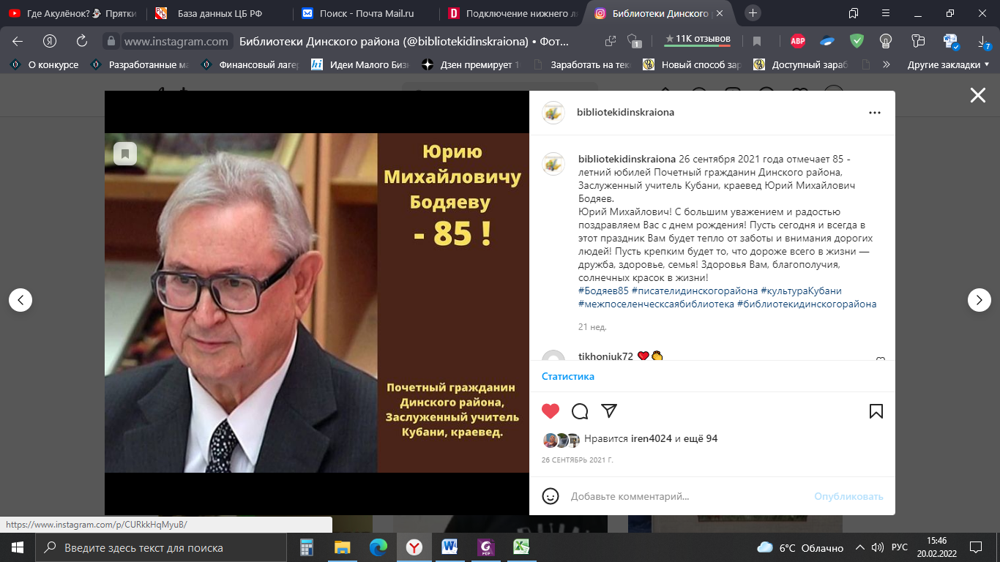 Где Акулёнок? Прятки
База данных ЦБ РФ
Поиск - Почта Mail.ru
Подключение нижнего л
Библиотеки Динского
www.instagram.com Библиотеки Динского района (@bibliotekidinskraiona) • Фот...
★ 11K отзывов
1
ABP
7
О конкурсе
Разработанные ма
Финансовый лагер
hi Идеи Малого Биз
Дзен премирует 1
Заработать на тек
Новый способ зар
Доступный зараб
Другие закладки
Юрию
Михайловичу
Бодяеву
- 85 !
Почетный гражданин
Динского района,
Заслуженный учитель
Кубани, краевед.
bibliotekidinskraiona
bibliotekidinskraiona 26 сентября 2021 года отмечает 85 -
летний юбилей Почетный гражданин Динского района,
Заслуженный учитель Кубани, краевед Юрий Михайлович
Бодяев.
Юрий Михайлович! С большим уважением и радостью
поздравляем Вас с днем рождения! Пусть сегодня и всегда в
этот праздник Вам будет тепло от заботы и внимания дорогих
людей! Пусть крепким будет то, что дороже всего в жизни —
дружба, здоровье, семья! Здоровья Вам, благополучия,
солнечных красок в жизни!
#Бодяев85 #писателидинскогорайона #культураКубани
#межпоселенческсаябиблиотека #библиотекидинскогорайона
21 нед.
tikhoniuk72
Статистика
Нравится iren4024 и ещё 94
26 СЕНТЯБРЬ 2021 Г.
Добавьте комментарий...
Опубликовать
https://www.instagram.com/p/CURkkHqMyuB/
Введите здесь текст для поиска
6°C Облачно
РУС
15:46
20.02.2022